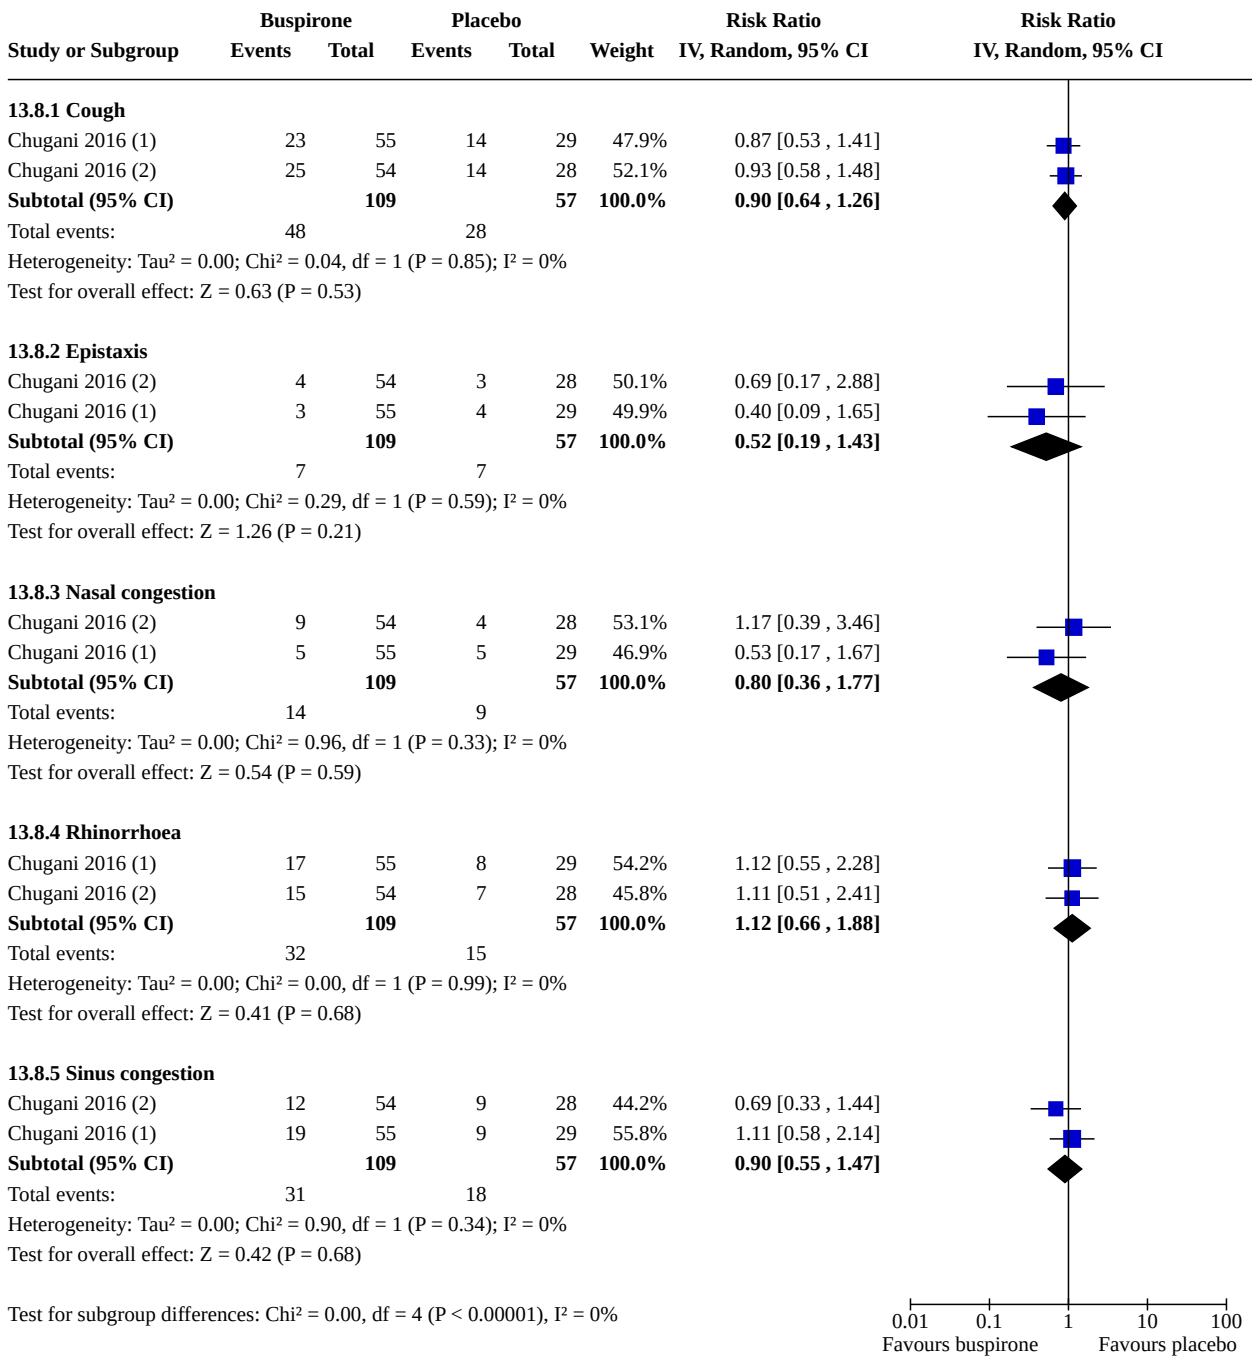 Buspirone Placebo Risk Ratio Risk Ratio
Study or Subgroup Events Total Events Total Weight IV, Random, 95% CI IV, Random, 95% CI
13.8.1 Cough
Chugani 2016 (1) 23 55 14 29 47.9% 0.87 [0.53 , 1.41]
Chugani 2016 (2) 25 54 14 28 52.1% 0.93 [0.58 , 1.48]
Subtotal (95% CI) 109 57 100.0% 0.90 [0.64 , 1.26]
Total events: 48 28
Heterogeneity: Tau² = 0.00; Chi² = 0.04, df = 1 (P = 0.85); I² = 0%
Test for overall effect: Z = 0.63 (P = 0.53)
13.8.2 Epistaxis
Chugani 2016 (2) 4 54 3 28 50.1% 0.69 [0.17 , 2.88]
Chugani 2016 (1) 3 55 4 29 49.9% 0.40 [0.09 , 1.65]
Subtotal (95% CI) 109 57 100.0% 0.52 [0.19 , 1.43]
Total events: 7 7
Heterogeneity: Tau² = 0.00; Chi² = 0.29, df = 1 (P = 0.59); I² = 0%
Test for overall effect: Z = 1.26 (P = 0.21)
13.8.3 Nasal congestion
Chugani 2016 (2) 9 54 4 28 53.1% 1.17 [0.39 , 3.46]
Chugani 2016 (1) 5 55 5 29 46.9% 0.53 [0.17 , 1.67]
Subtotal (95% CI) 109 57 100.0% 0.80 [0.36 , 1.77]
Total events: 14 9
Heterogeneity: Tau² = 0.00; Chi² = 0.96, df = 1 (P = 0.33); I² = 0%
Test for overall effect: Z = 0.54 (P = 0.59)
13.8.4 Rhinorrhoea
Chugani 2016 (1) 17 55 8 29 54.2% 1.12 [0.55 , 2.28]
Chugani 2016 (2) 15 54 7 28 45.8% 1.11 [0.51 , 2.41]
Subtotal (95% CI) 109 57 100.0% 1.12 [0.66 , 1.88]
Total events: 32 15
Heterogeneity: Tau² = 0.00; Chi² = 0.00, df = 1 (P = 0.99); I² = 0%
Test for overall effect: Z = 0.41 (P = 0.68)
13.8.5 Sinus congestion
Chugani 2016 (2) 12 54 9 28 44.2% 0.69 [0.33 , 1.44]
Chugani 2016 (1) 19 55 9 29 55.8% 1.11 [0.58 , 2.14]
Subtotal (95% CI) 109 57 100.0% 0.90 [0.55 , 1.47]
Total events: 31 18
Heterogeneity: Tau² = 0.00; Chi² = 0.90, df = 1 (P = 0.34); I² = 0%
Test for overall effect: Z = 0.42 (P = 0.68)
Test for subgroup differences: Chi² = 0.00, df = 4 (P < 0.00001), I² = 0%
0.01 0.1 1 10 100
Favours buspirone Favours placebo